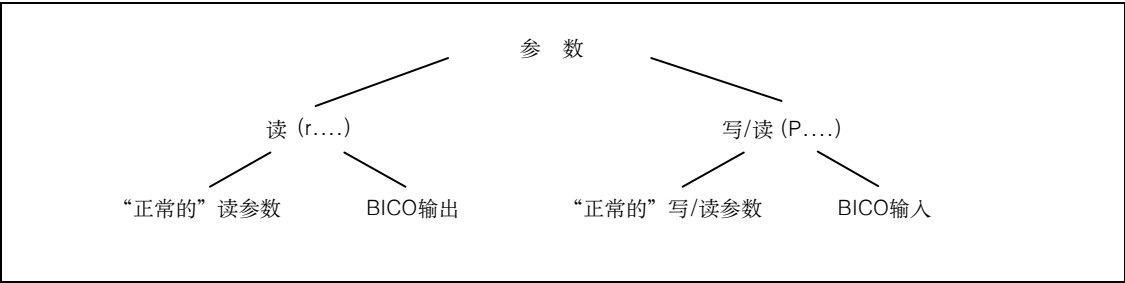 参 数
读 (r....) 写/读 (P....)
“正常的”读参数 BICO输出 “正常的”写/读参数 BICO输入